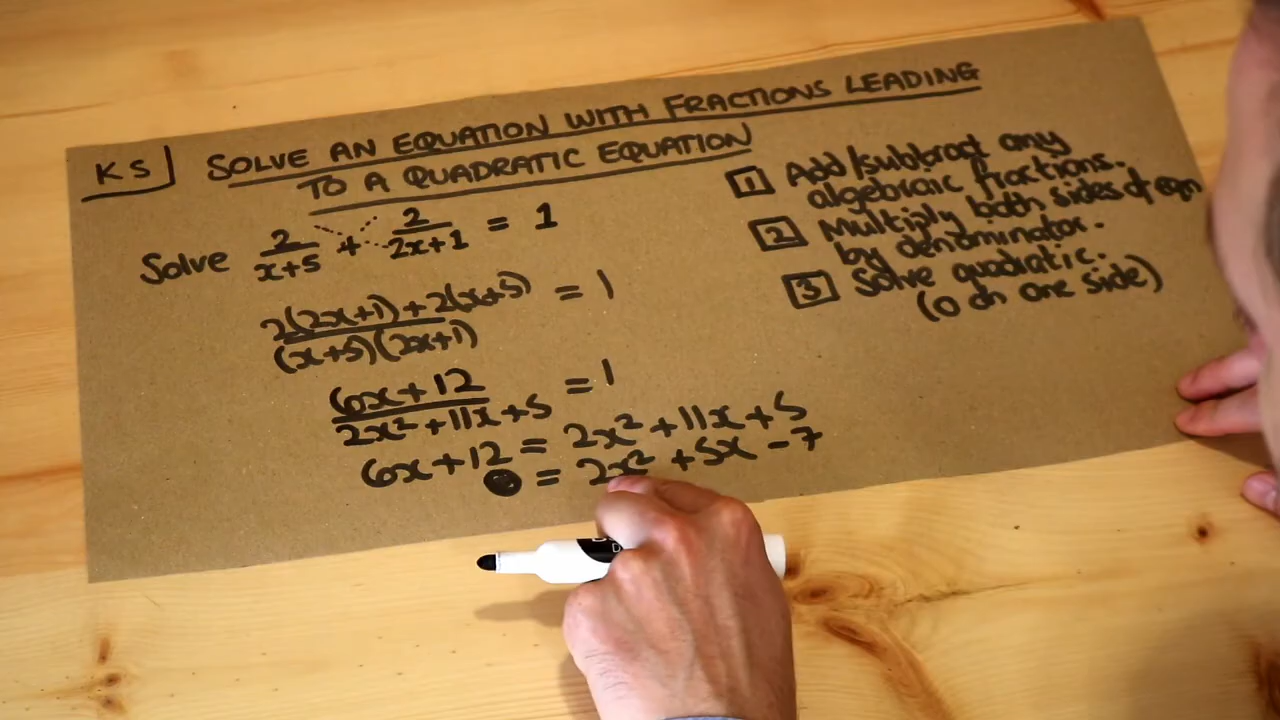 K5
SOLVE AN EQUATION WITH FRACTIONS LEADING
TO A QUADRATIC EQUATION
Solve 2/(x+5) + 2/(2x+1) = 1
(2(2x+1)+2(x+5))/((x+5)(2x+1)) = 1
(6x+12)/(2x²+11x+5) = 1
6x+12 = 2x²+11x+5
0 = 2x²+5x-7
1 Add/subtract any
algebraic fractions.
2 Multiply both sides of eqn
by denominator.
3 Solve quadratic.
(0 on one side)